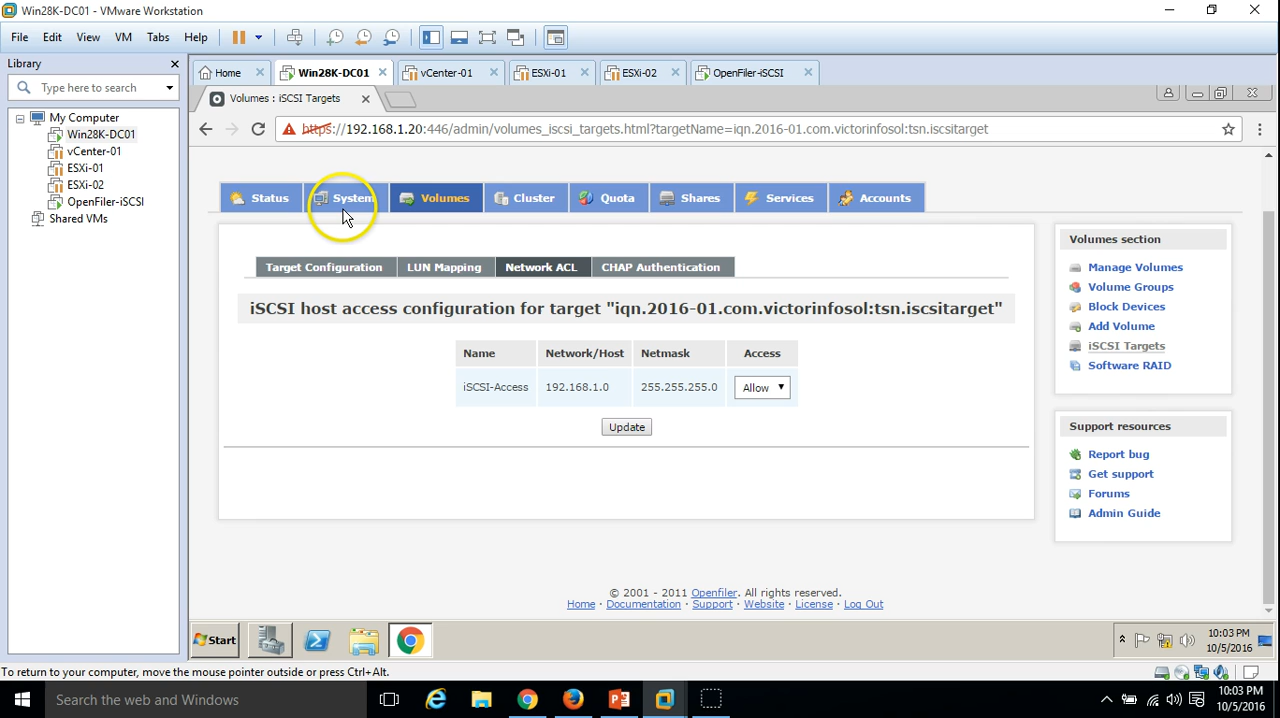 Win28K-DC01 - VMware Workstation
File Edit View VM Tabs Help
Library
Home Win28K-DC01 vCenter-01 ESXi-01 ESXi-02 OpenFiler-iSCSI
Type here to search
Volumes : iSCSI Targets
My Computer
Win28K-DC01
vCenter-01
ESXi-01
ESXi-02
OpenFiler-iSCSI
Shared VMs
https://192.168.1.20:446/admin/volumes_iscsi_targets.html?targetName=iqn.2016-01.com.victorinfosol:tsn.iscsitarget
Status System Volumes Cluster Quota Shares Services Accounts
Target Configuration LUN Mapping Network ACL CHAP Authentication
iSCSI host access configuration for target "iqn.2016-01.com.victorinfosol:tsn.iscsitarget"
Name Network/Host Netmask Access
iSCSI-Access 192.168.1.0 255.255.255.0 Allow
Update
Volumes section
Manage Volumes
Volume Groups
Block Devices
Add Volume
iSCSI Targets
Software RAID
Support resources
Report bug
Get support
Forums
Admin Guide
© 2001 - 2011 Openfiler. All rights reserved.
Home · Documentation · Support · Website · License · Log Out
Start
10:03 PM
10/5/2016
To return to your computer, move the mouse pointer outside or press Ctrl+Alt.
Search the web and Windows
10:03 PM
10/5/2016